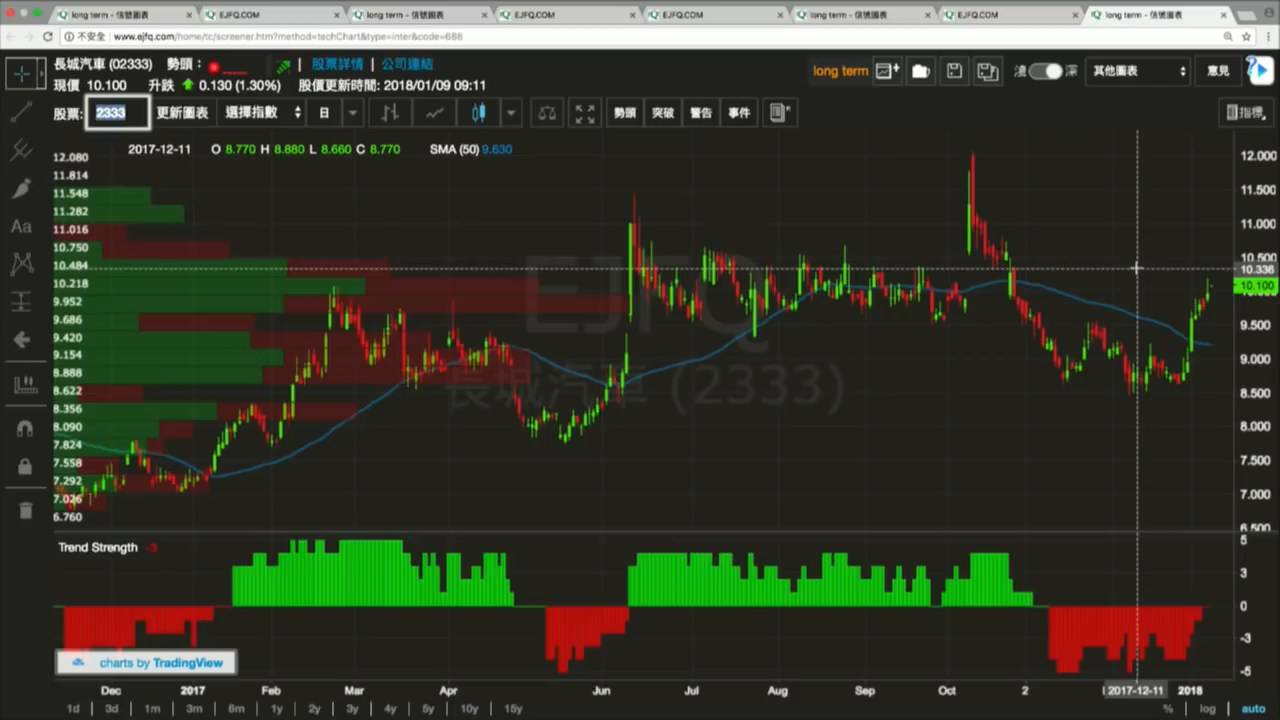 long term - 信號圖表
EJFQ.COM
long term - 信號圖表
EJFQ.COM
EJFQ.COM
long term - 信號圖表
EJFQ.COM
long term - 信號圖表
不安全 www.ejfq.com/home/tc/screener.htm?method=techChart&type=inter&code=688
長城汽車 (02333) 勢頭： 股票詳情 公司連結
long term
淺 深
其他圖表
意見
現價 10.100 升跌 0.130 (1.30%) 股價更新時間: 2018/01/09 09:11
股票: 2333 更新圖表 選擇指數 日 勢頭 突破 警告 事件 指標
2017-12-11 O 8.770 H 8.880 L 8.660 C 8.770 SMA (50) 9.630
Aa
12.080
11.814
11.548
11.282
11.016
10.750
10.484
10.218
9.952
9.686
9.420
9.154
8.888
8.622
8.356
8.090
7.824
7.558
7.292
7.026
6.760
EJFQ
長城汽車 (2333)
12.000
11.500
11.000
10.500
10.336
10.100
9.500
9.000
8.500
8.000
7.500
7.000
6.500
Trend Strength -3
5
3
0
-3
-5
charts by TradingView
Dec 2017 Feb Mar Apr Jun Jul Aug Sep Oct 2 2017-12-11 2018
1d 3d 1m 3m 6m 1y 2y 3y 4y 5y 10y 15y % log auto